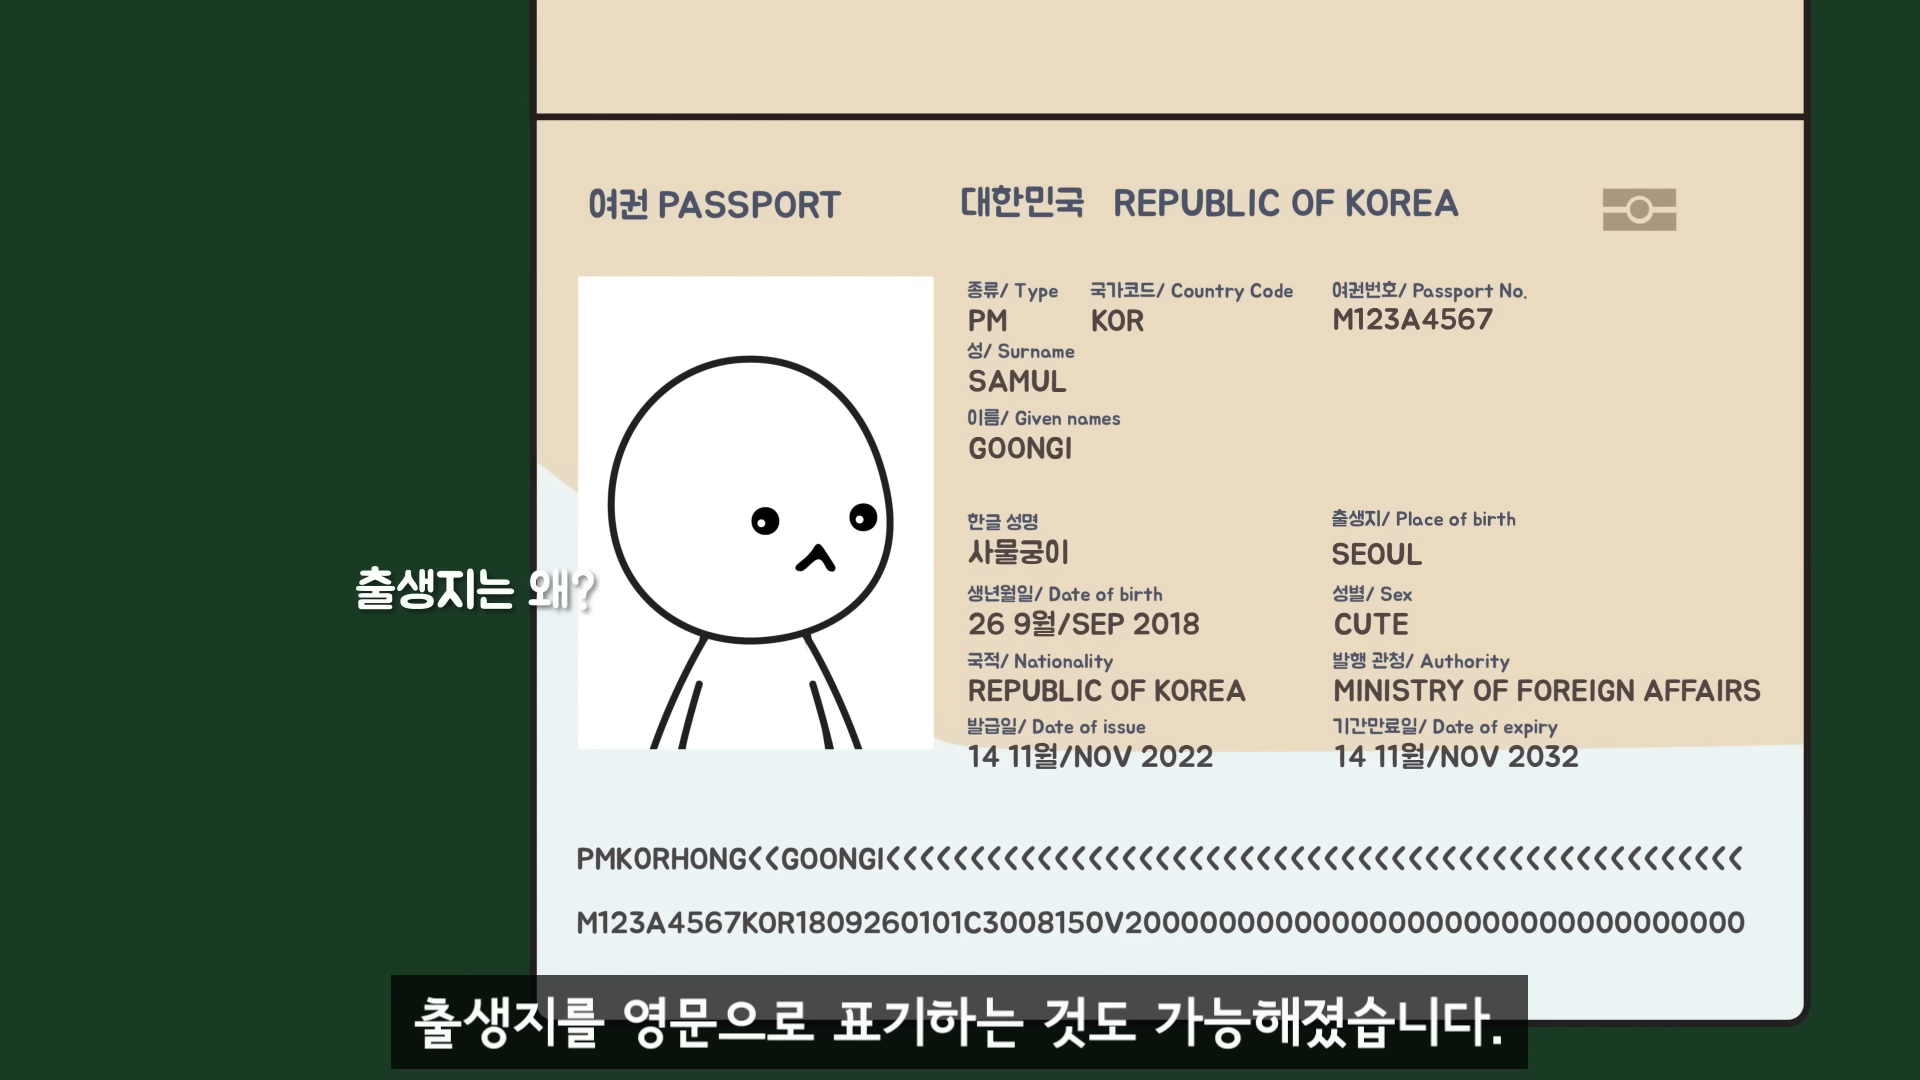 여권 PASSPORT 대한민국 REPUBLIC OF KOREA
종류/ Type 국가코드/ Country Code 여권번호/ Passport No.
PM KOR M123A4567
성/ Surname
SAMUL
이름/ Given names
GOONGI
한글 성명 출생지/ Place of birth
사물궁이 SEOUL
출생지는 왜?
생년월일/ Date of birth 성별/ Sex
26 9월/SEP 2018 CUTE
국적/ Nationality 발행 관청/ Authority
REPUBLIC OF KOREA MINISTRY OF FOREIGN AFFAIRS
발급일/ Date of issue 기간만료일/ Date of expiry
14 11월/NOV 2022 14 11월/NOV 2032
PMKORHONG<<GOONGI<<<<<<<<<<<<<<<<<<<<<<<<<<<<<<<<<<<<<<<<<<<<<<<<<<<
M123A4567KOR1809260101C3008150V200000000000000000000000000000000
출생지를 영문으로 표기하는 것도 가능해졌습니다.